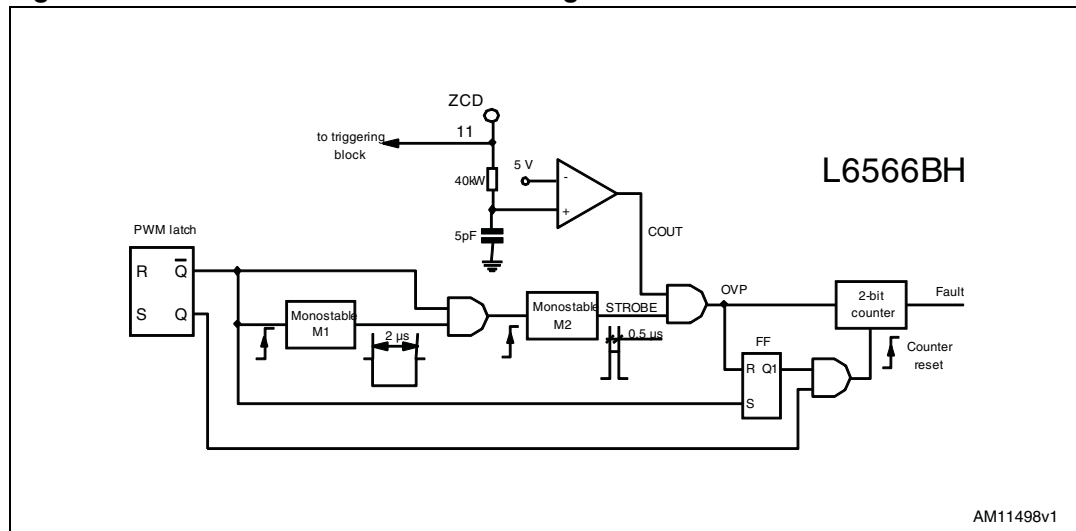 ZCD
11
to triggering
block
5 V
40kW
-
+
5pF
COUT
L6566BH
PWM latch
R Q
S Q
Monostable
M1
2 µs
Monostable
M2
STROBE
0.5 µs
OVP
FF
R Q1
S
2-bit
counter
Fault
Counter
reset
AM11498v1